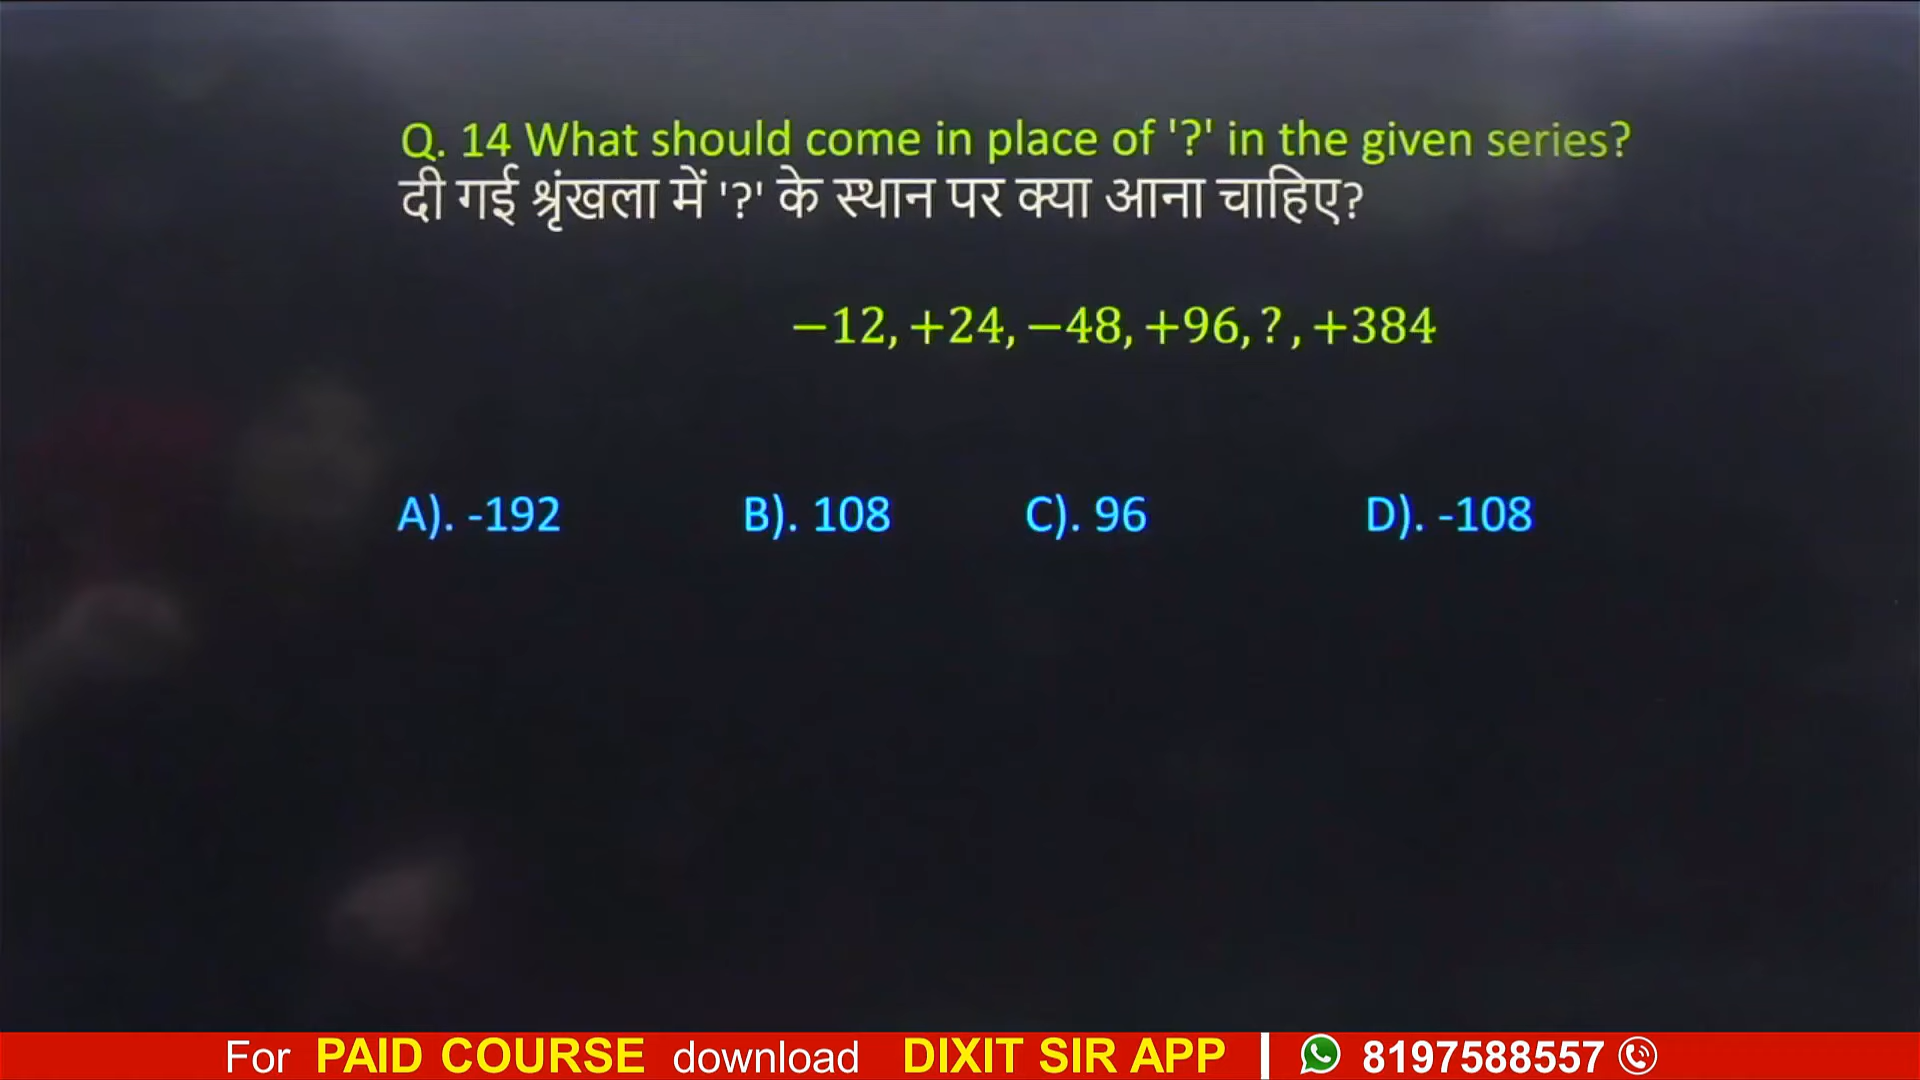 Q. 14 What should come in place of '?' in the given series?
दी गई श्रृंखला में '?' के स्थान पर क्या आना चाहिए?
−12, +24, −48, +96, ? , +384
A). -192 B). 108 C). 96 D). -108
For PAID COURSE download DIXIT SIR APP | 8197588557